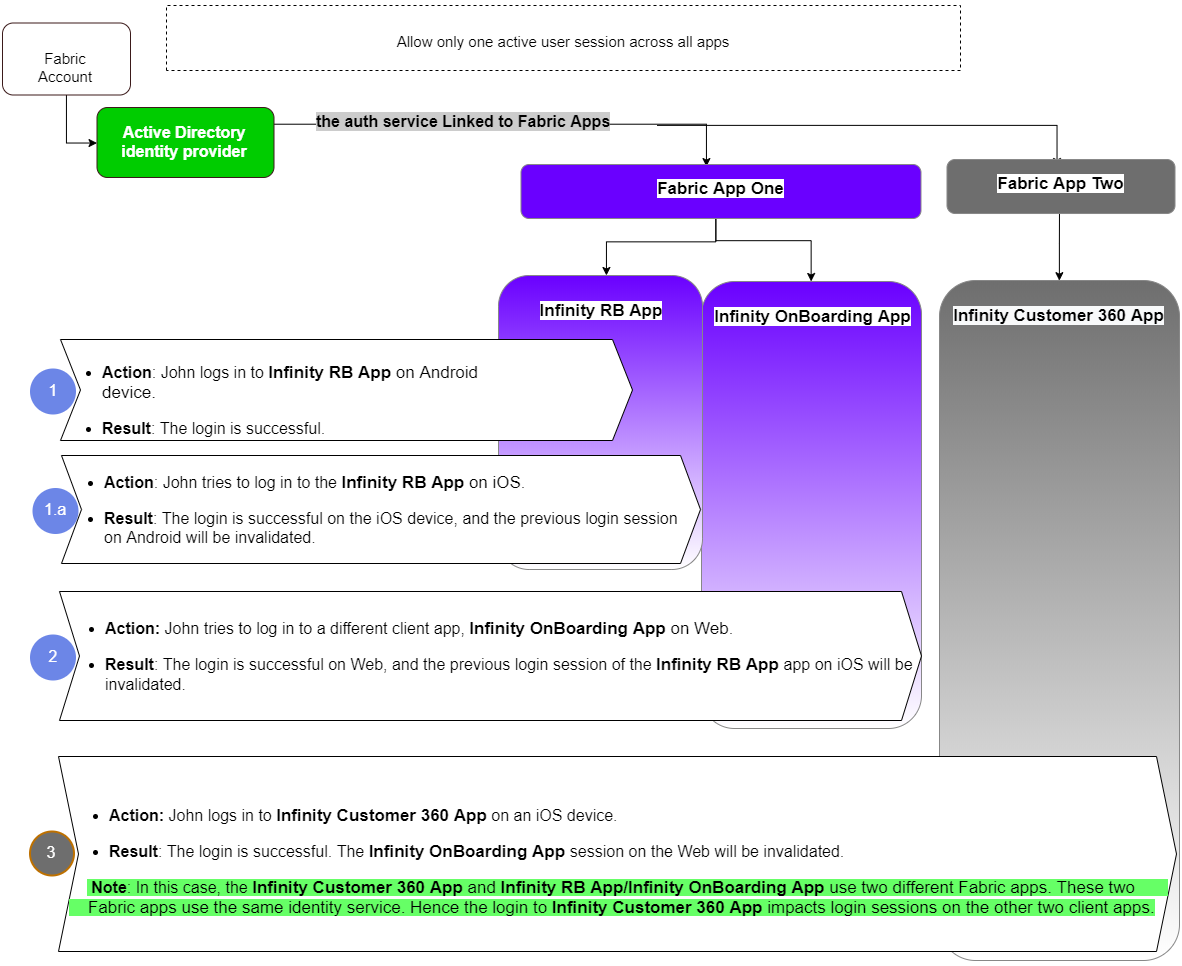 Allow only one active user session across all apps
Fabric
Account
Active Directory
identity provider
the auth service Linked to Fabric Apps
Fabric App One
Fabric App Two
Infinity RB App
Infinity OnBoarding App
Infinity Customer 360 App
1
• Action: John logs in to Infinity RB App on Android
device.
• Result: The login is successful.
1.a
• Action: John tries to log in to the Infinity RB App on iOS.
• Result: The login is successful on the iOS device, and the previous login session
on Android will be invalidated.
2
• Action: John tries to log in to a different client app, Infinity OnBoarding App on Web.
• Result: The login is successful on Web, and the previous login session of the Infinity RB App app on iOS will be
invalidated.
3
• Action: John logs in to Infinity Customer 360 App on an iOS device.
• Result: The login is successful. The Infinity OnBoarding App session on the Web will be invalidated.
Note: In this case, the Infinity Customer 360 App and Infinity RB App/Infinity OnBoarding App use two different Fabric apps. These two
Fabric apps use the same identity service. Hence the login to Infinity Customer 360 App impacts login sessions on the other two client apps.